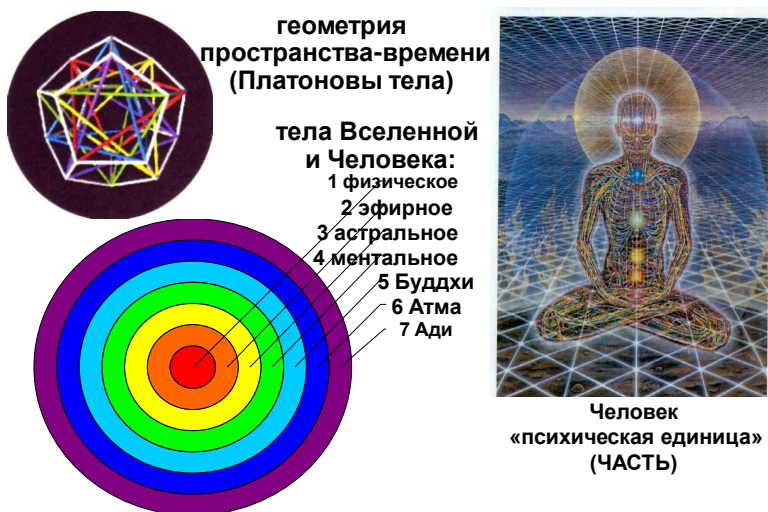 геометрия
пространства-времени
(Платоновы тела)
тела Вселенной
и Человека:
1 физическое
2 эфирное
3 астральное
4 ментальное
5 Буддхи
6 Атма
7 Ади
Человек
«психическая единица»
(ЧАСТЬ)